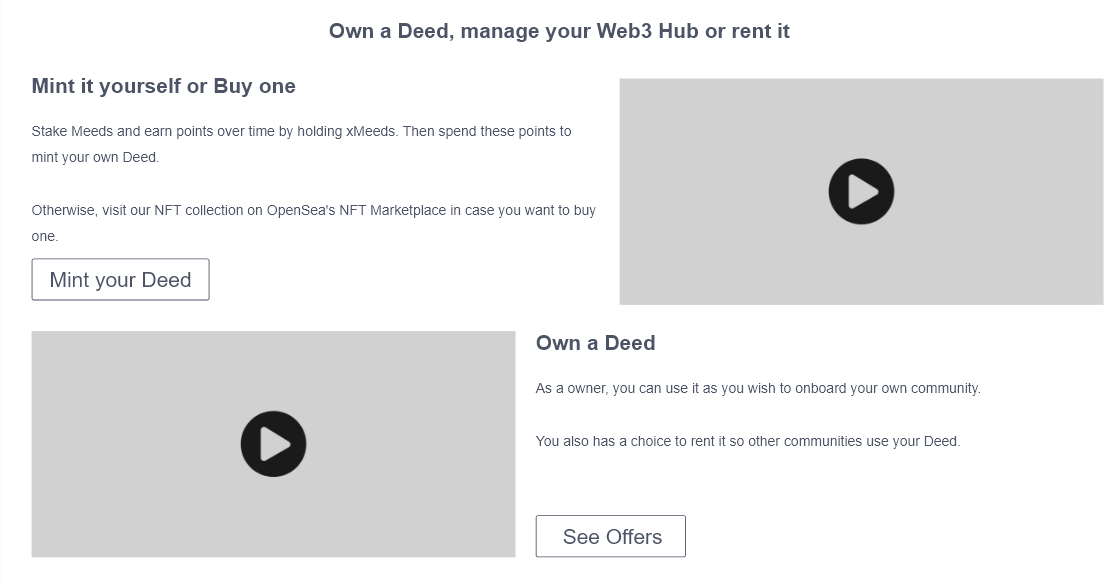 Own a Deed, manage your Web3 Hub or rent it
Mint it yourself or Buy one
Stake Meeds and earn points over time by holding xMeeds. Then spend these points to
mint your own Deed.
Otherwise, visit our NFT collection on OpenSea's NFT Marketplace in case you want to buy
one.
Mint your Deed
Own a Deed
As a owner, you can use it as you wish to onboard your own community.
You also has a choice to rent it so other communities use your Deed.
See Offers